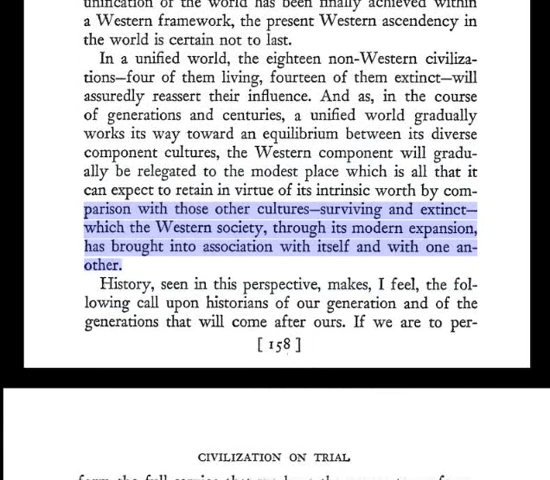 unification of the world has been finally achieved within
a Western framework, the present Western ascendency in
the world is certain not to last.
In a unified world, the eighteen non-Western civiliza-
tions—four of them living, fourteen of them extinct—will
assuredly reassert their influence. And as, in the course
of generations and centuries, a unified world gradually
works its way toward an equilibrium between its diverse
component cultures, the Western component will gradu-
ally be relegated to the modest place which is all that it
can expect to retain in virtue of its intrinsic worth by com-
parison with those other cultures—surviving and extinct—
which the Western society, through its modern expansion,
has brought into association with itself and with one an-
other.
History, seen in this perspective, makes, I feel, the fol-
lowing call upon historians of our generation and of the
generations that will come after ours. If we are to per-
[ 158 ]
CIVILIZATION ON TRIAL
form the full service that we have the